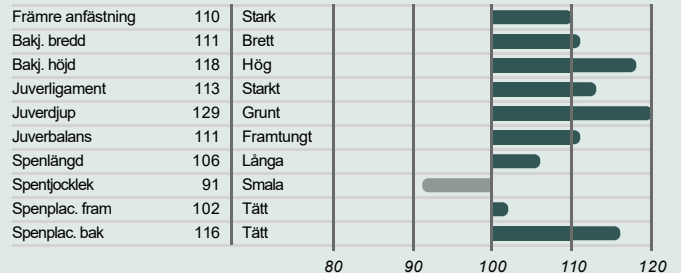 Främre anfästning 110 Stark
Bakj. bredd 111 Brett
Bakj. höjd 118 Hög
Juverligament 113 Starkt
Juverdjup 129 Grunt
Juverbalans 111 Framtungt
Spenlängd 106 Långa
Spentjocklek 91 Smala
Spenplac. fram 102 Tätt
Spenplac. bak 116 Tätt
80 90 100 110 120